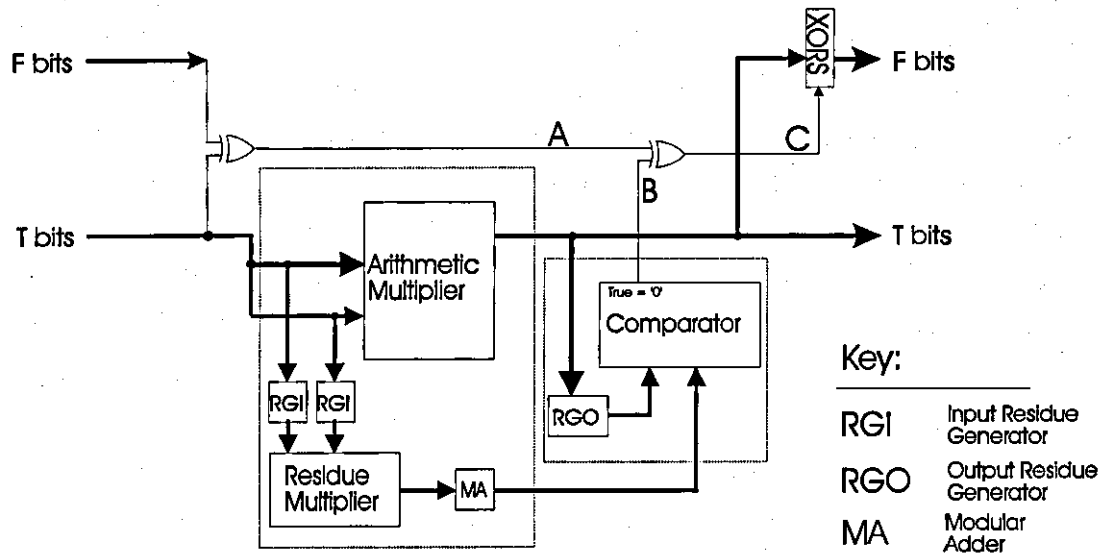 XORS
F bits
F bits
A
C
B
T bits
T bits
Arithmetic
Multiplier
True = '0'
Comparator
Key:
RGI
RGI
RGO
RGI
Input Residue
Generator
Residue
Multiplier
MA
RGO
Output Residue
Generator
MA
Modular
Adder